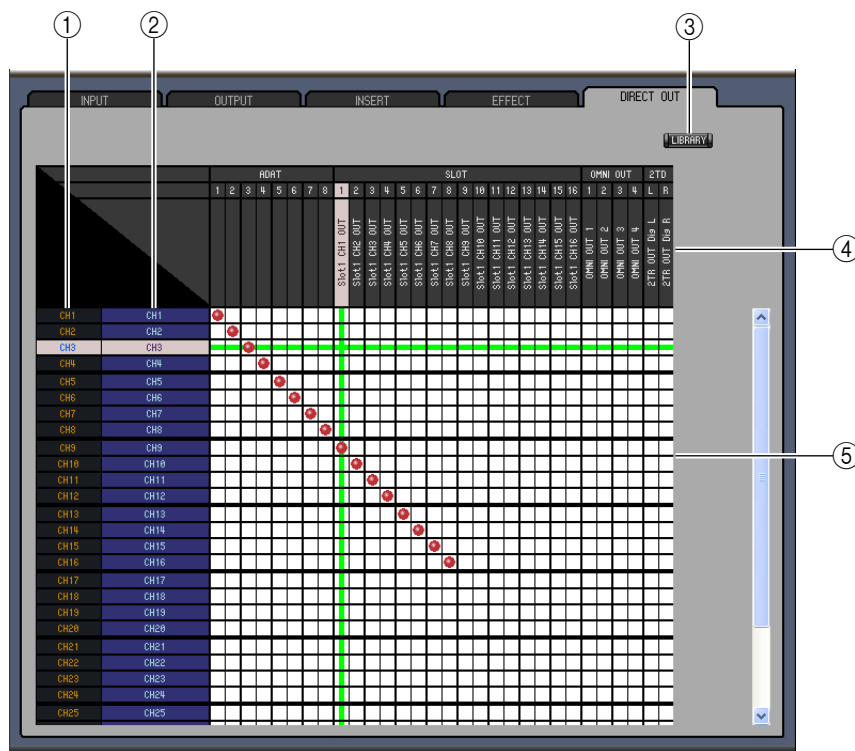 ① ② ③
INPUT OUTPUT INSERT EFFECT DIRECT OUT
LIBRARY
ADAT SLOT OMNI OUT 2TD
1 2 3 4 5 6 7 8 1 2 3 4 5 6 7 8 9 10 11 12 13 14 15 16 1 2 3 4 L R
Slot1 CH1 OUT
Slot1 CH2 OUT
Slot1 CH3 OUT
Slot1 CH4 OUT
Slot1 CH5 OUT
Slot1 CH6 OUT
Slot1 CH7 OUT
Slot1 CH8 OUT
Slot1 CH9 OUT
Slot1 CH10 OUT
Slot1 CH11 OUT
Slot1 CH12 OUT
Slot1 CH13 OUT
Slot1 CH14 OUT
Slot1 CH15 OUT
Slot1 CH16 OUT
OMNI OUT 1
OMNI OUT 2
OMNI OUT 3
OMNI OUT 4
2TR OUT Dig L
2TR OUT Dig R
④
CH1 CH1
CH2 CH2
CH3 CH3
CH4 CH4
CH5 CH5
CH6 CH6
CH7 CH7
CH8 CH8
CH9 CH9
⑤
CH10 CH10
CH11 CH11
CH12 CH12
CH13 CH13
CH14 CH14
CH15 CH15
CH16 CH16
CH17 CH17
CH18 CH18
CH19 CH19
CH20 CH20
CH21 CH21
CH22 CH22
CH23 CH23
CH24 CH24
CH25 CH25